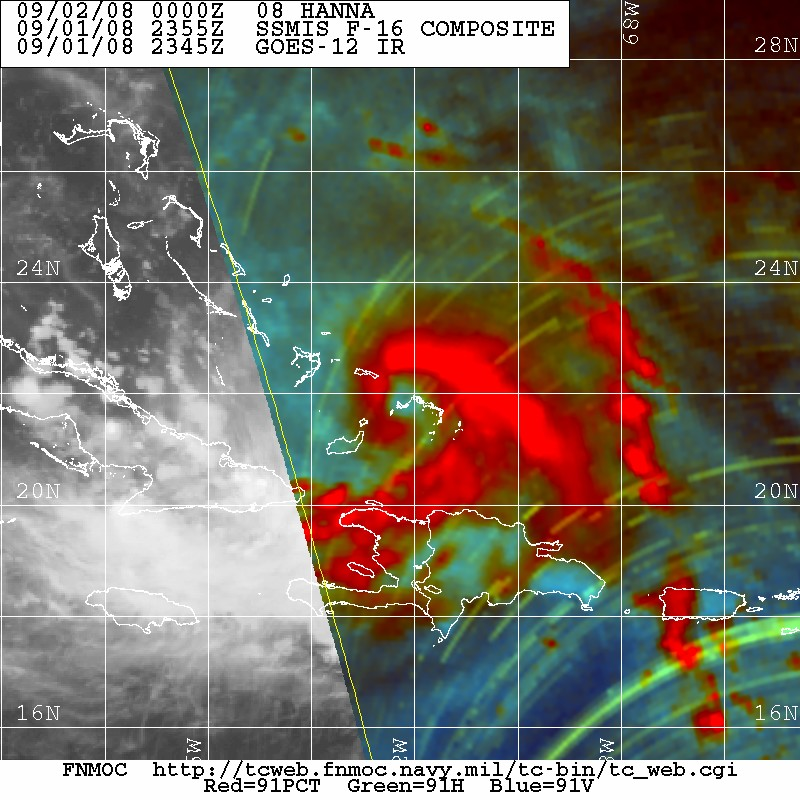 09/02/08 0000Z 08 HANNA
09/01/08 2355Z SSMIS F-16 COMPOSITE
09/01/08 2345Z GOES-12 IR
68W
28N
24N 24N
20N 20N
16N 16N
FNMOC http://tcweb.fnmoc.navy.mil/tc-bin/tc_web.cgi
Red=91PCT Green=91H Blue=91V